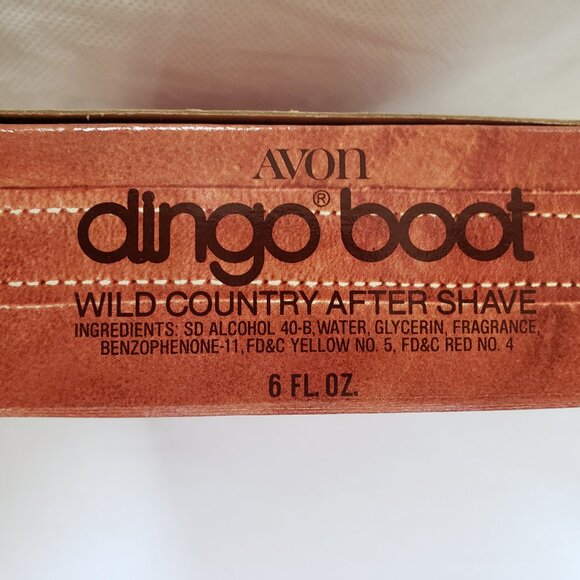 AVON
dingo® boot
WILD COUNTRY AFTER SHAVE
INGREDIENTS: SD ALCOHOL 40-B, WATER, GLYCERIN, FRAGRANCE,
BENZOPHENONE-11, FD&C YELLOW NO. 5, FD&C RED NO. 4
6 FL. OZ.